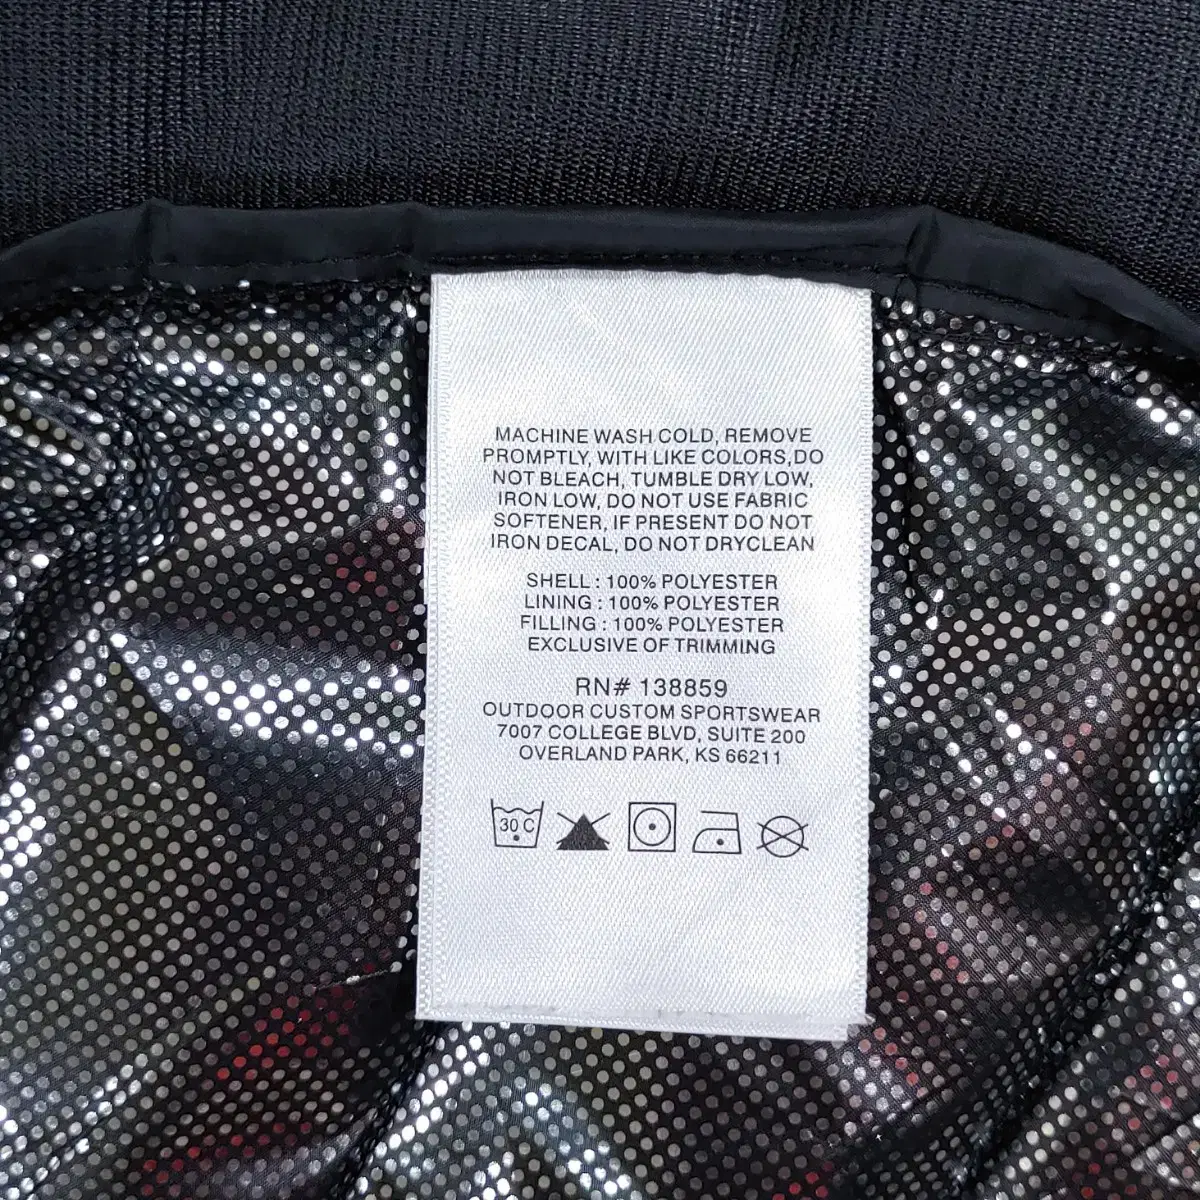 MACHINE WASH COLD, REMOVE
PROMPTLY, WITH LIKE COLORS,DO
NOT BLEACH, TUMBLE DRY LOW,
IRON LOW, DO NOT USE FABRIC
SOFTENER, IF PRESENT DO NOT
IRON DECAL, DO NOT DRYCLEAN
SHELL : 100% POLYESTER
LINING : 100% POLYESTER
FILLING : 100% POLYESTER
EXCLUSIVE OF TRIMMING
RN# 138859
OUTDOOR CUSTOM SPORTSWEAR
7007 COLLEGE BLVD, SUITE 200
OVERLAND PARK, KS 66211
30 C